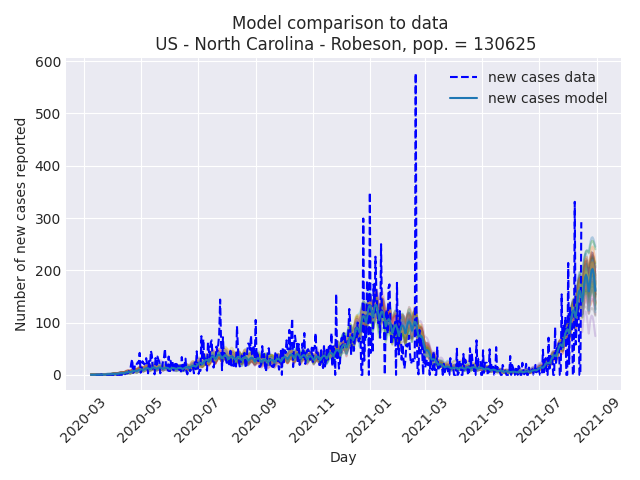 Model comparison to data
US - North Carolina - Robeson, pop. = 130625
new cases data
new cases model
Number of new cases reported
600
500
400
300
200
100
0
2020-03
2020-05
2020-07
2020-09
2020-11
2021-01
2021-03
2021-05
2021-07
2021-09
Day